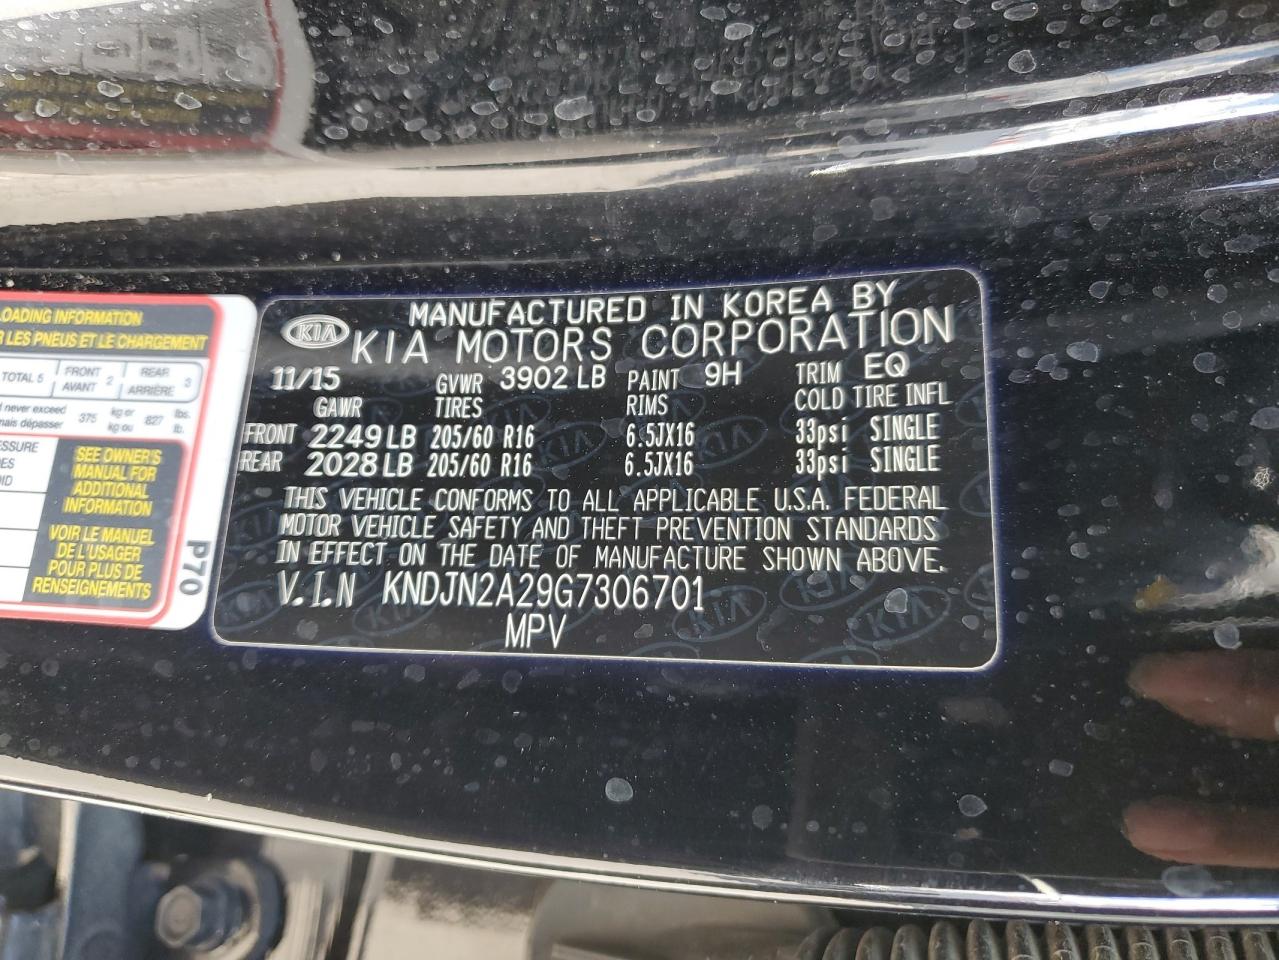 LOADING INFORMATION
R LES PNEUS ET LE CHARGEMENT
TOTAL 5 FRONT AVANT 2 REAR ARRIÈRE 3
d never exceed 375 kg or 827 lbs.
mais dépasser kg ou lb.
SEE OWNER'S
MANUAL FOR
ADDITIONAL
INFORMATION
VOIR LE MANUEL
DE L'USAGER
POUR PLUS DE
RENSEIGNEMENTS
P70
MANUFACTURED IN KOREA BY
KIA KIA MOTORS CORPORATION
11/15 GVWR 3902 LB PAINT 9H TRIM EQ
GAWR TIRES RIMS COLD TIRE INFL
FRONT 2249 LB 205/60 R16 6.5JX16 33psi SINGLE
REAR 2028 LB 205/60 R16 6.5JX16 33psi SINGLE
THIS VEHICLE CONFORMS TO ALL APPLICABLE U.S.A. FEDERAL
MOTOR VEHICLE SAFETY AND THEFT PREVENTION STANDARDS
IN EFFECT ON THE DATE OF MANUFACTURE SHOWN ABOVE.
V.I.N KNDJN2A29G7306701
MPV